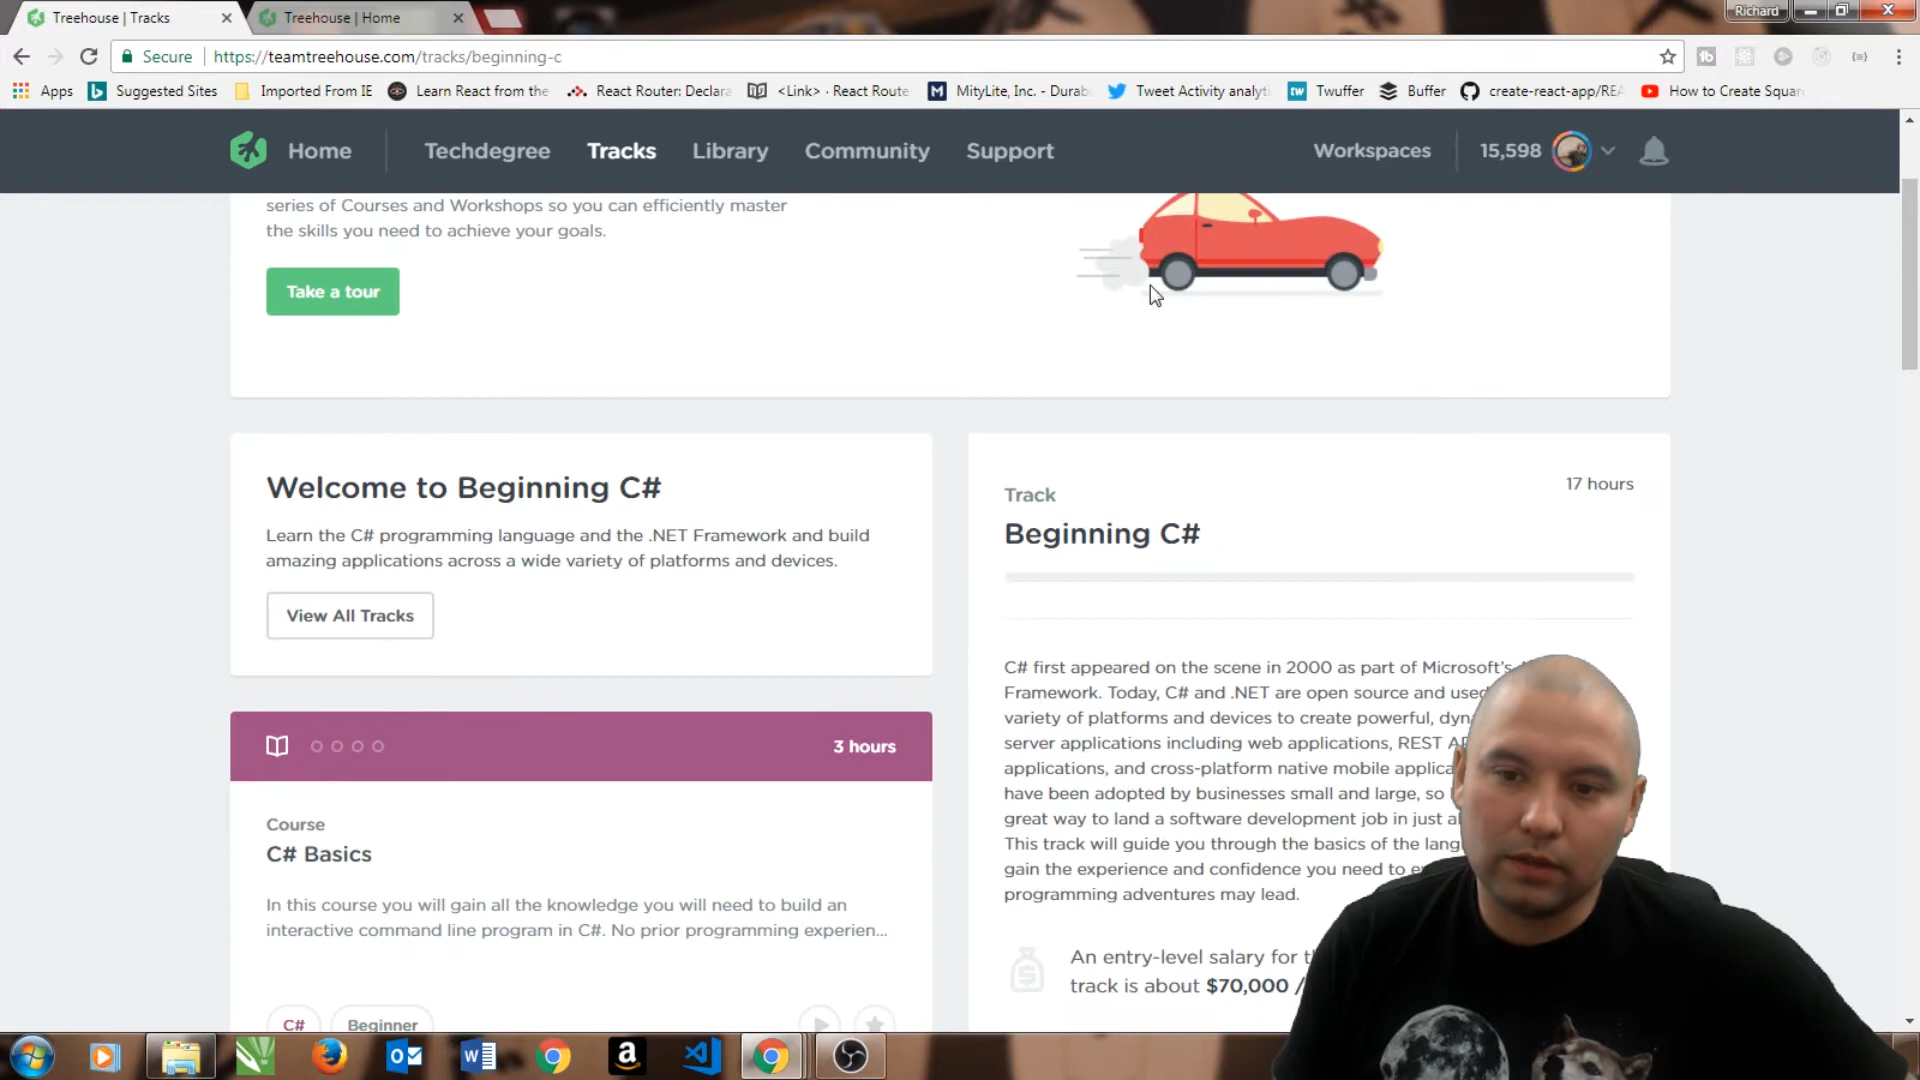 Treehouse | Tracks
Treehouse | Home
Richard
Secure
https://teamtreehouse.com/tracks/beginning-c
Apps
Suggested Sites
Imported From IE
Learn React from the
React Router: Declara
<Link> · React Route
MityLite, Inc. - Durab
Tweet Activity analyti
Twuffer
Buffer
create-react-app/REA
How to Create Squar
Home
Techdegree
Tracks
Library
Community
Support
Workspaces
15,598
series of Courses and Workshops so you can efficiently master
the skills you need to achieve your goals.
Take a tour
Welcome to Beginning C#
Learn the C# programming language and the .NET Framework and build
amazing applications across a wide variety of platforms and devices.
View All Tracks
3 hours
Course
C# Basics
In this course you will gain all the knowledge you will need to build an
interactive command line program in C#. No prior programming experien...
C#
Beginner
17 hours
Track
Beginning C#
C# first appeared on the scene in 2000 as part of Microsoft's
Framework. Today, C# and .NET are open source and used
variety of platforms and devices to create powerful, dyn
server applications including web applications, REST AP
applications, and cross-platform native mobile applica
have been adopted by businesses small and large, so
great way to land a software development job in just a
This track will guide you through the basics of the lang
gain the experience and confidence you need to e
programming adventures may lead.
An entry-level salary for t
track is about $70,000 /